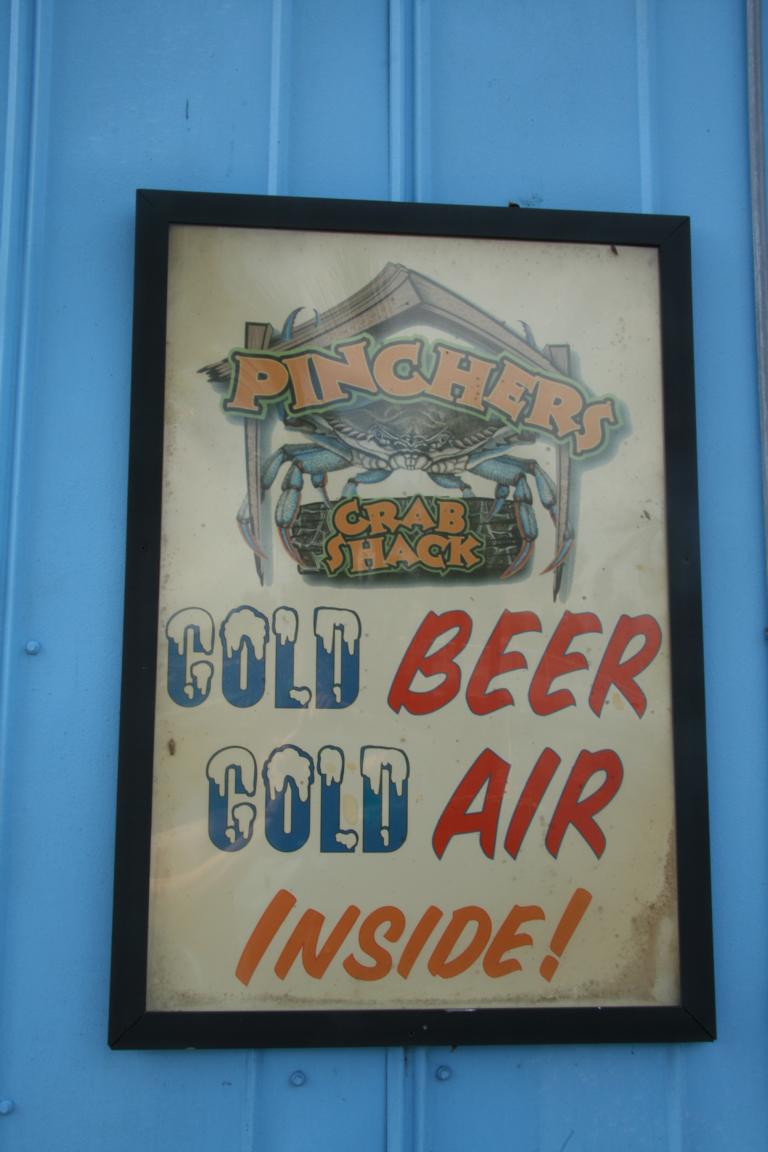 PINCHERS
CRAB
SHACK
COLD BEER
COLD AIR
INSIDE!